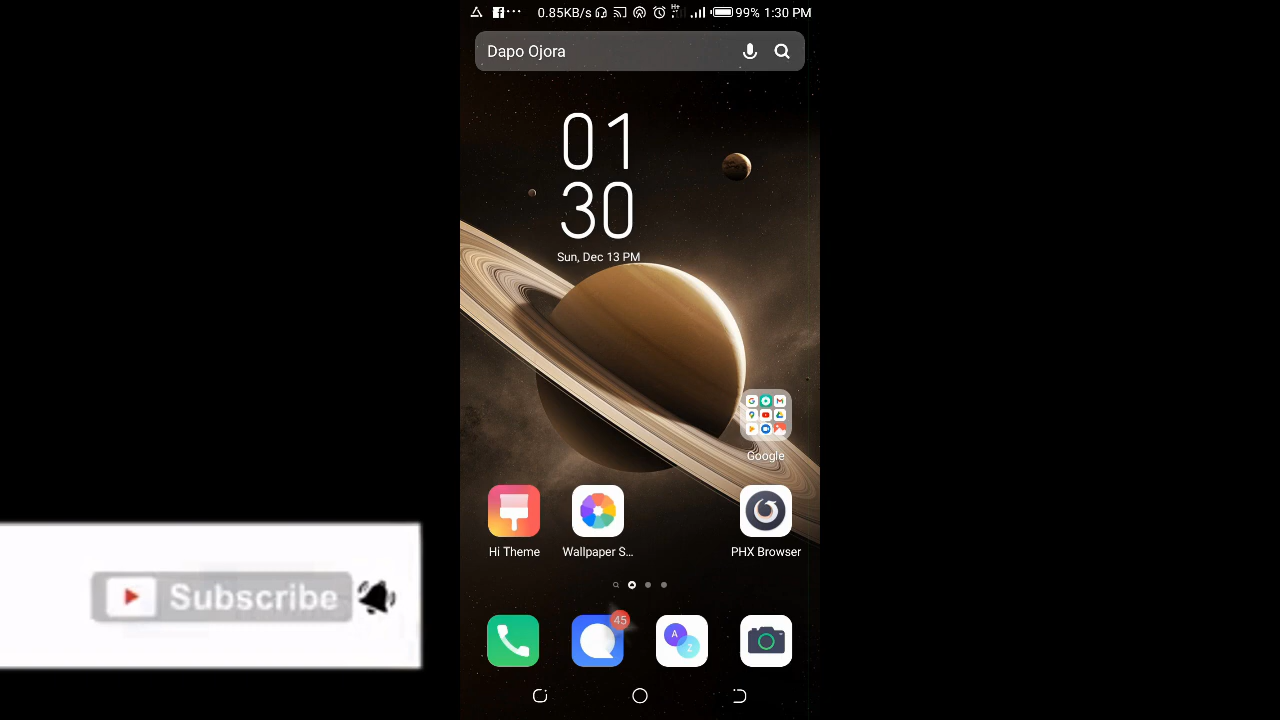 0.85KB/s H+ 99% 1:30 PM
Dapo Ojora
01
30
Sun, Dec 13 PM
Google
Hi Theme Wallpaper S... PHX Browser
Subscribe
45
A Z